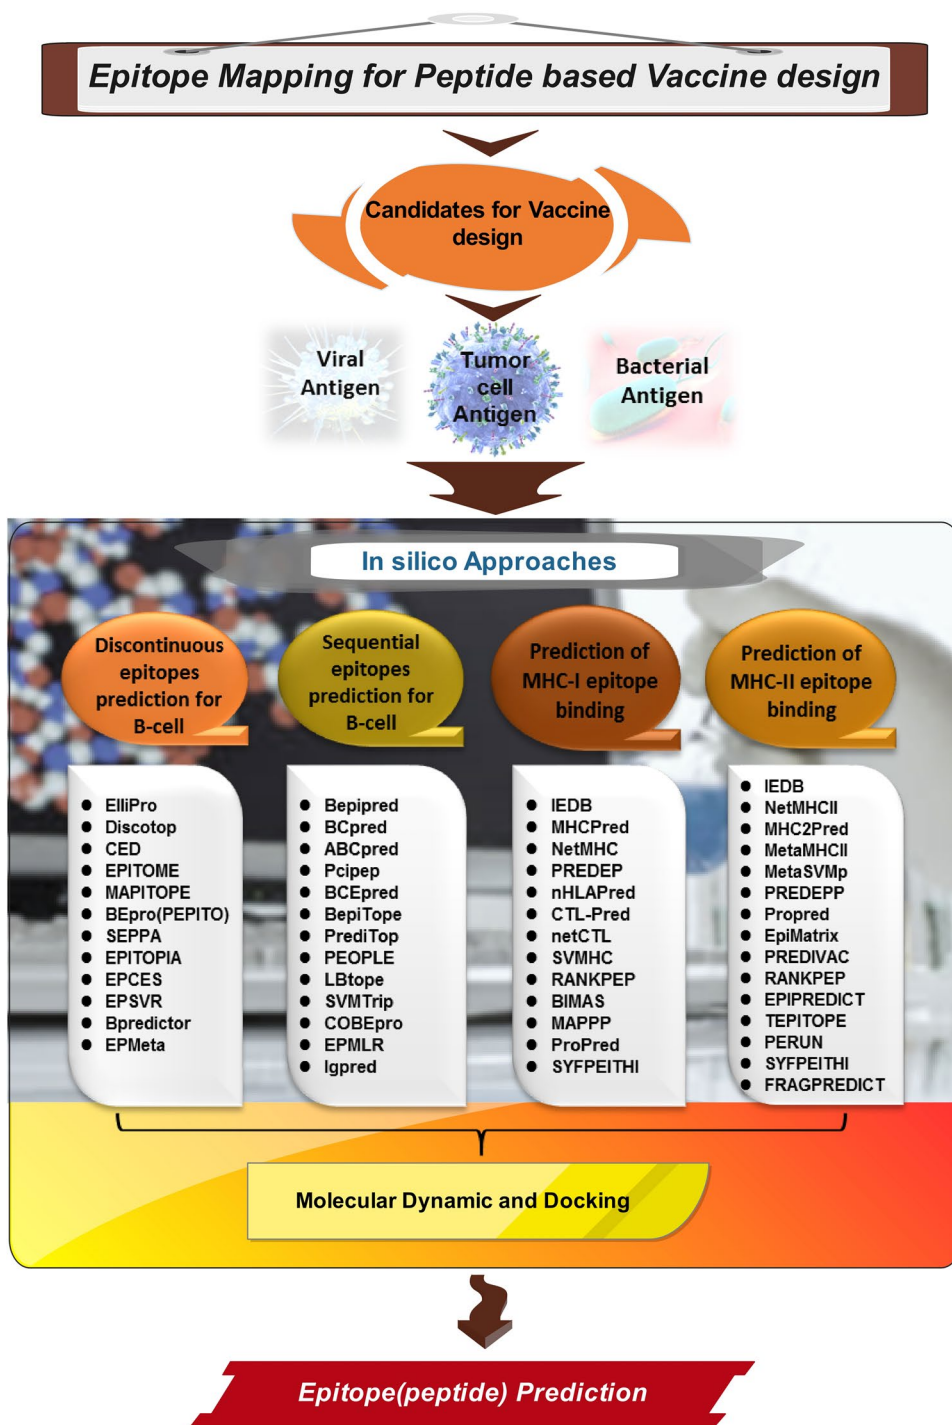 Epitope Mapping for Peptide based Vaccine design
Candidates for Vaccine
design
Viral
Antigen
Tumor
cell
Antigen
Bacterial
Antigen
In silico Approaches
Discontinuous
epitopes
prediction for
B-cell
Sequential
epitopes
prediction for
B-cell
Prediction of
MHC-I epitope
binding
Prediction of
MHC-II epitope
binding
ElliPro
Discotop
CED
EPITOME
MAPITOPE
BEpro(PEPITO)
SEPPA
EPITOPIA
EPCES
EPSVR
Bpredictor
EPMeta
Bepipred
BCpred
ABCpred
Pcipep
BCEpred
BepiTope
PrediTop
PEOPLE
LBtope
SVMTrip
COBEpro
EPMLR
Igpred
IEDB
MHCPred
NetMHC
PREDEP
nHLAPred
CTL-Pred
netCTL
SVMHC
RANKPEP
BIMAS
MAPPP
ProPred
SYFPEITHI
IEDB
NetMHCII
MHC2Pred
MetaMHCII
MetaSVMp
PREDEPP
Propred
EpiMatrix
PREDIVAC
RANKPEP
EPIPREDICT
TEPITOPE
PERUN
SYFPEITHI
FRAGPREDICT
Molecular Dynamic and Docking
Epitope(peptide) Prediction